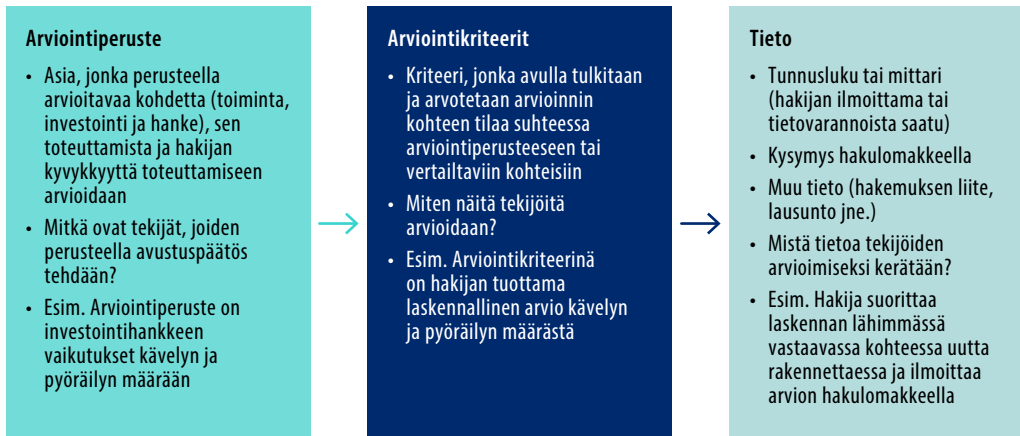 Arviointiperuste
• Asia, jonka perusteella
arvioitavaa kohdetta (toiminta,
investointi ja hanke), sen
toteuttamista ja hakijan
kyvykkyyttä toteuttamiseen
arvioidaan
• Mitkä ovat tekijät, joiden
perusteella avustuspäätös
tehdään?
• Esim. Arviointiperuste on
investointihankkeen
vaikutukset kävelyn ja
pyöräilyn määrään
Arviointikriteerit
• Kriteeri, jonka avulla tulkitaan
ja arvotetaan arvioinnin
kohteen tilaa suhteessa
arviointiperusteeseen tai
vertailtaviin kohteisiin
• Miten näitä tekijöitä
arvioidaan?
• Esim. Arviointikriteerinä
on hakijan tuottama
laskennallinen arvio kävelyn
ja pyöräilyn määrästä
Tieto
• Tunnusluku tai mittari
(hakijan ilmoittama tai
tietovarannoista saatu)
• Kysymys hakulomakkeella
• Muu tieto (hakemuksen liite,
lausunto jne.)
• Mistä tietoa tekijöiden
arvioimiseksi kerätään?
• Esim. Hakija suorittaa
laskennan lähimmässä
vastaavassa kohteessa uutta
rakennettaessa ja ilmoittaa
arvion hakulomakkeella